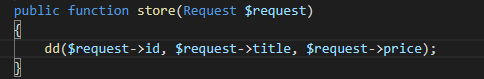 public function store(Request $request)
{
    dd($request->id, $request->title, $request->price);
}